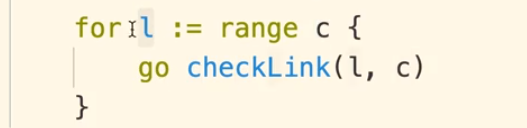 for l := range c {
    go checkLink(l, c)
}